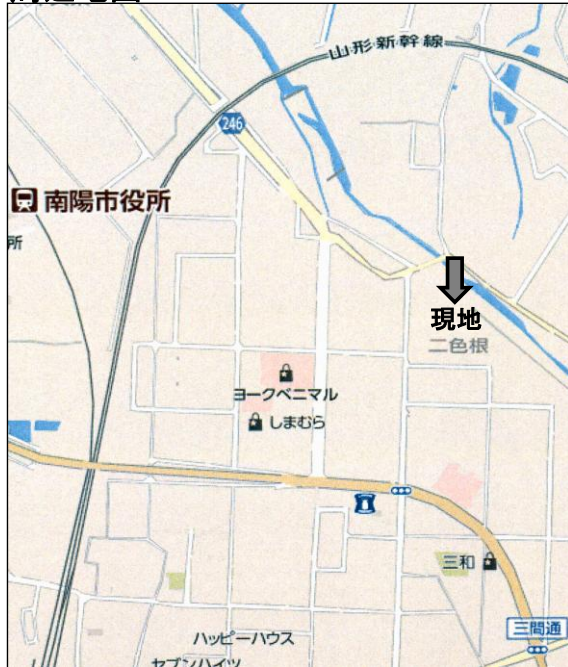 山形新幹線
246
南陽市役所
所
現地
二色根
ヨークベニマル
しまむら
三和
三間通
ハッピーハウス
セブンハイツ